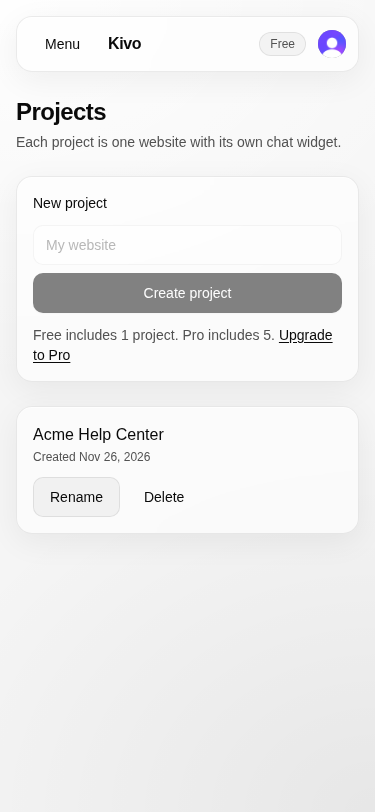 Menu
Kivo
Free
Projects
Each project is one website with its own chat widget.
New project
My website
Create project
Free includes 1 project. Pro includes 5. Upgrade
to Pro
Acme Help Center
Created Nov 26, 2026
Rename
Delete